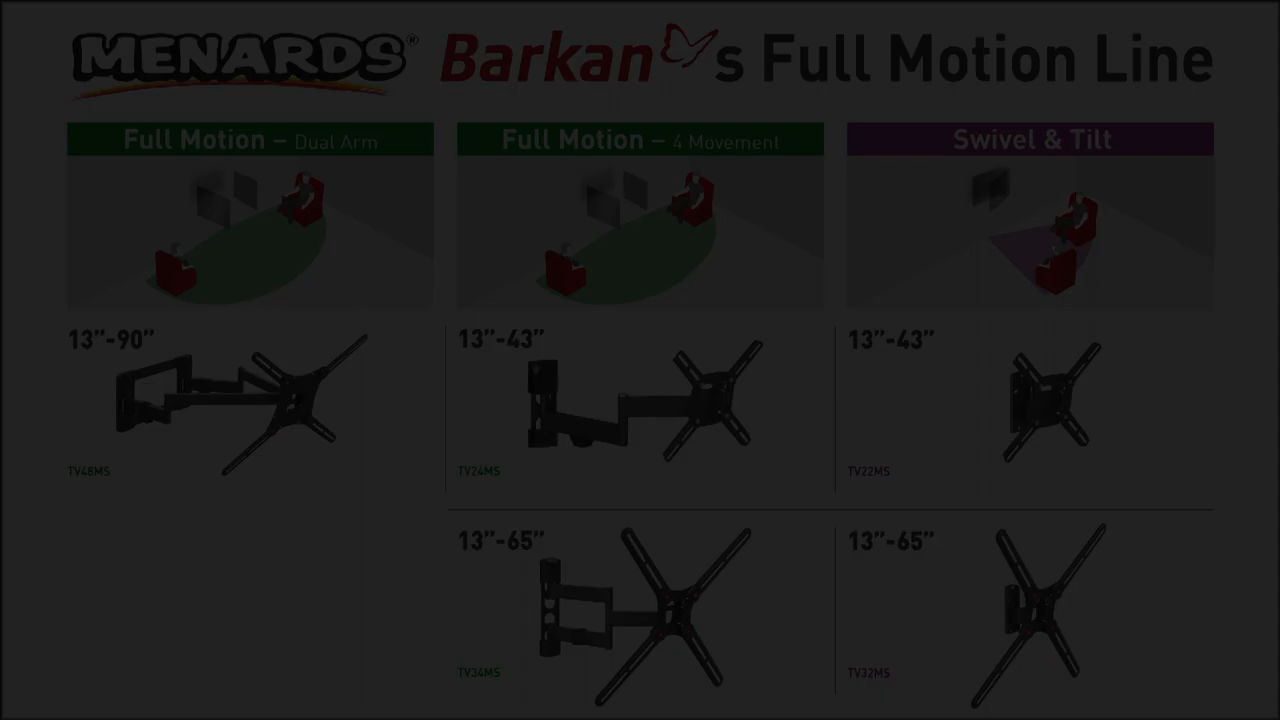 MENARDS® Barkan's Full Motion Line
Full Motion – Dual Arm
Full Motion – 4 Movement
Swivel & Tilt
13”-90”
13”-43”
13”-43”
TV48MS
TV24MS
TV22MS
13”-65”
13”-65”
TV34MS
TV32MS